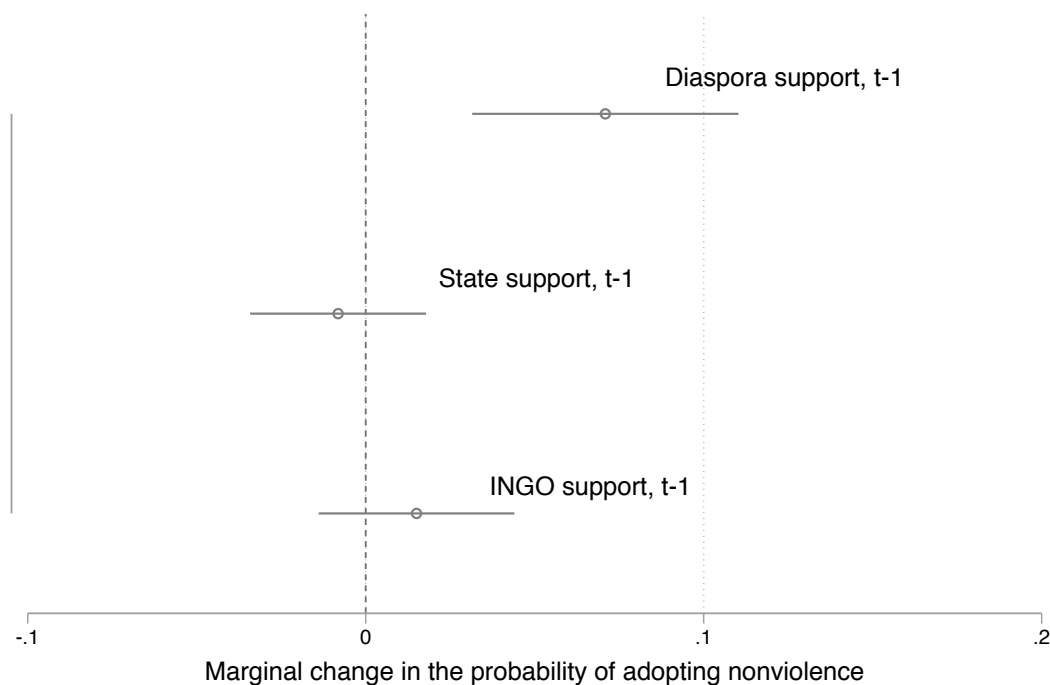 Diaspora support, t-1
State support, t-1
INGO support, t-1
-.1 0 .1 .2
Marginal change in the probability of adopting nonviolence